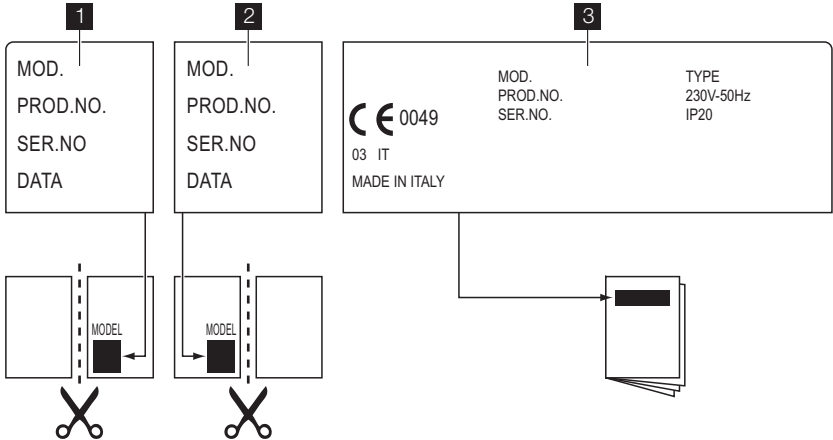 1
MOD.
PROD.NO.
SER.NO
DATA
2
MOD.
PROD.NO.
SER.NO
DATA
3
MOD. TYPE
PROD.NO. 230V-50Hz
SER.NO. IP20
CE 0049
03 IT
MADE IN ITALY
MODEL
MODEL